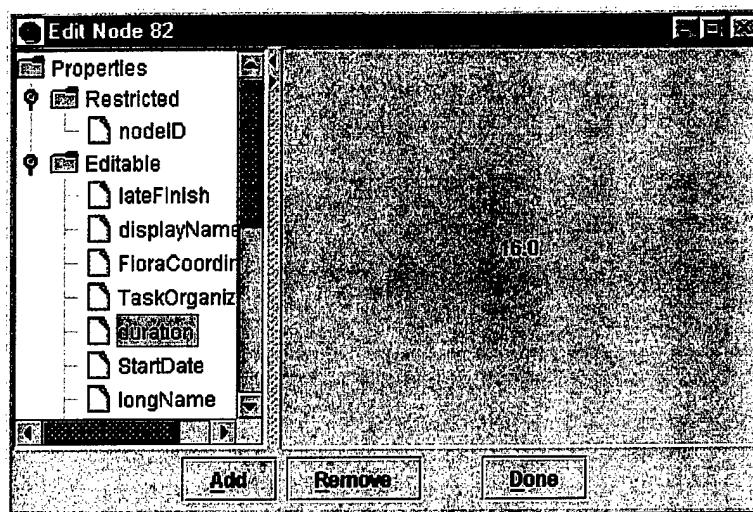 Edit Node 82
Properties
Restricted
nodeID
Editable
lateFinish
displayName
FloraCoordin
TaskOrganiz
duration
StartDate
longName
16.0
Add Remove Done